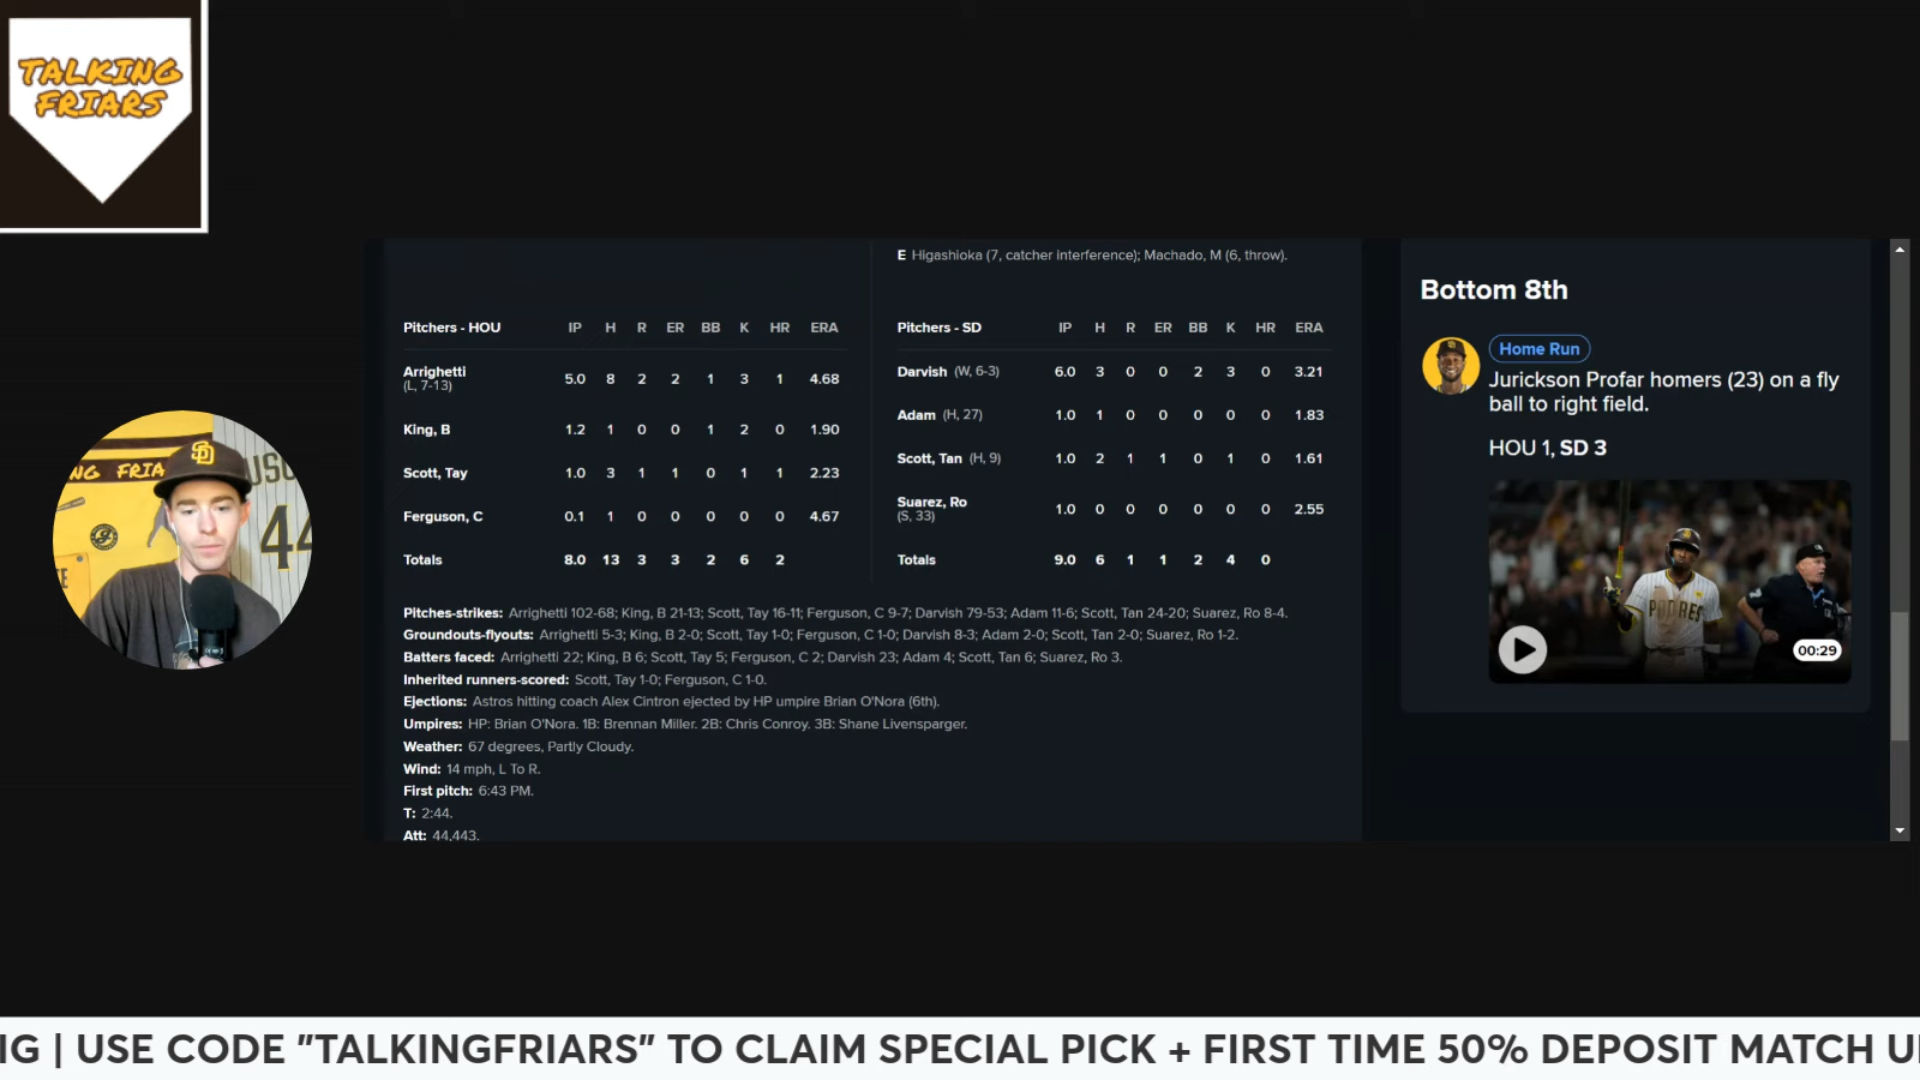 TALKING
FRIARS
E Higashioka (7, catcher interference); Machado, M (6, throw).
Pitchers - HOU IP H R ER BB K HR ERA
Arrighetti
(L, 7-13) 5.0 8 2 2 1 3 1 4.68
King, B 1.2 1 0 0 1 2 0 1.90
Scott, Tay 1.0 3 1 1 0 1 1 2.23
Ferguson, C 0.1 1 0 0 0 0 0 4.67
Totals 8.0 13 3 3 2 6 2
Pitchers - SD IP H R ER BB K HR ERA
Darvish (W, 6-3) 6.0 3 0 0 2 3 0 3.21
Adam (H, 27) 1.0 1 0 0 0 0 0 1.83
Scott, Tan (H, 9) 1.0 2 1 1 0 1 0 1.61
Suarez, Ro
(S, 33) 1.0 0 0 0 0 0 0 2.55
Totals 9.0 6 1 1 2 4 0
Pitches-strikes: Arrighetti 102-68; King, B 21-13; Scott, Tay 16-11; Ferguson, C 9-7; Darvish 79-53; Adam 11-6; Scott, Tan 24-20; Suarez, Ro 8-4.
Groundouts-flyouts: Arrighetti 5-3; King, B 2-0; Scott, Tay 1-0; Ferguson, C 1-0; Darvish 8-3; Adam 2-0; Scott, Tan 2-0; Suarez, Ro 1-2.
Batters faced: Arrighetti 22; King, B 6; Scott, Tay 5; Ferguson, C 2; Darvish 23; Adam 4; Scott, Tan 6; Suarez, Ro 3.
Inherited runners-scored: Scott, Tay 1-0; Ferguson, C 1-0.
Ejections: Astros hitting coach Alex Cintron ejected by HP umpire Brian O'Nora (6th).
Umpires: HP: Brian O'Nora. 1B: Brennan Miller. 2B: Chris Conroy. 3B: Shane Livensparger.
Weather: 67 degrees, Partly Cloudy.
Wind: 14 mph, L To R.
First pitch: 6:43 PM.
T: 2:44.
Att: 44,443.
Bottom 8th
Home Run
Jurickson Profar homers (23) on a fly
ball to right field.
HOU 1, SD 3
PADRES
00:29
NG FRIA
SD
44
IG | USE CODE "TALKINGFRIARS" TO CLAIM SPECIAL PICK + FIRST TIME 50% DEPOSIT MATCH U